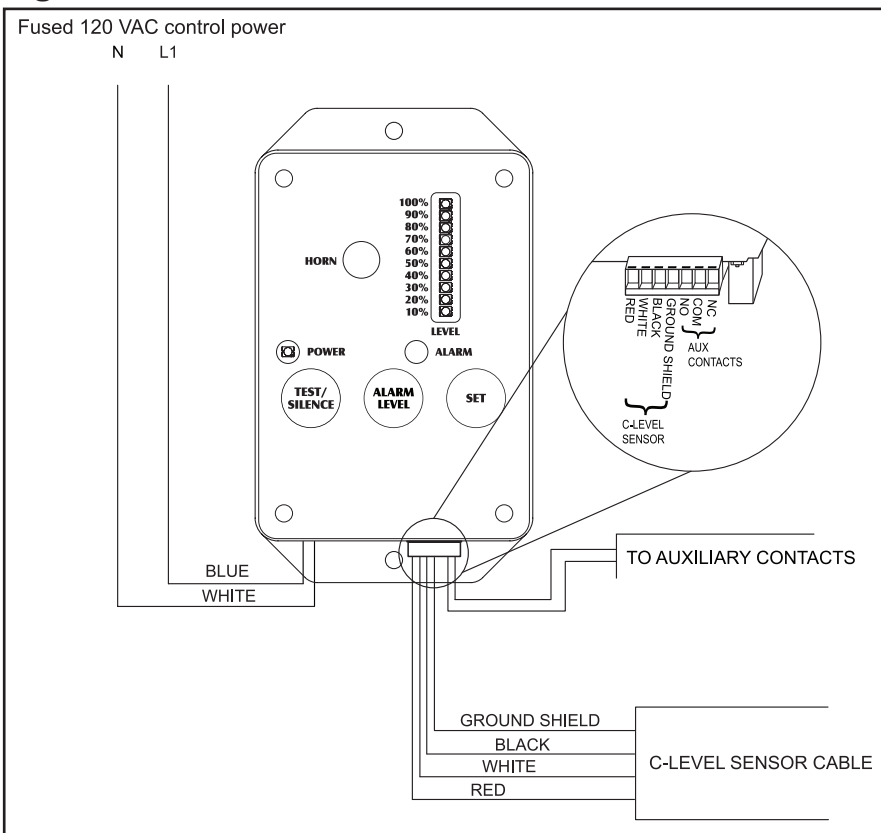 Fused 120 VAC control power
N L1
100%
90%
80%
70%
60%
50%
40%
30%
20%
10%
LEVEL
HORN
POWER
ALARM
TEST/
SILENCE
ALARM
LEVEL
SET
RED
WHITE
BLACK
GROUND SHIELD
NO
COM
NC
AUX
CONTACTS
C-LEVEL
SENSOR
BLUE
WHITE
TO AUXILIARY CONTACTS
GROUND SHIELD
BLACK
WHITE
RED
C-LEVEL SENSOR CABLE